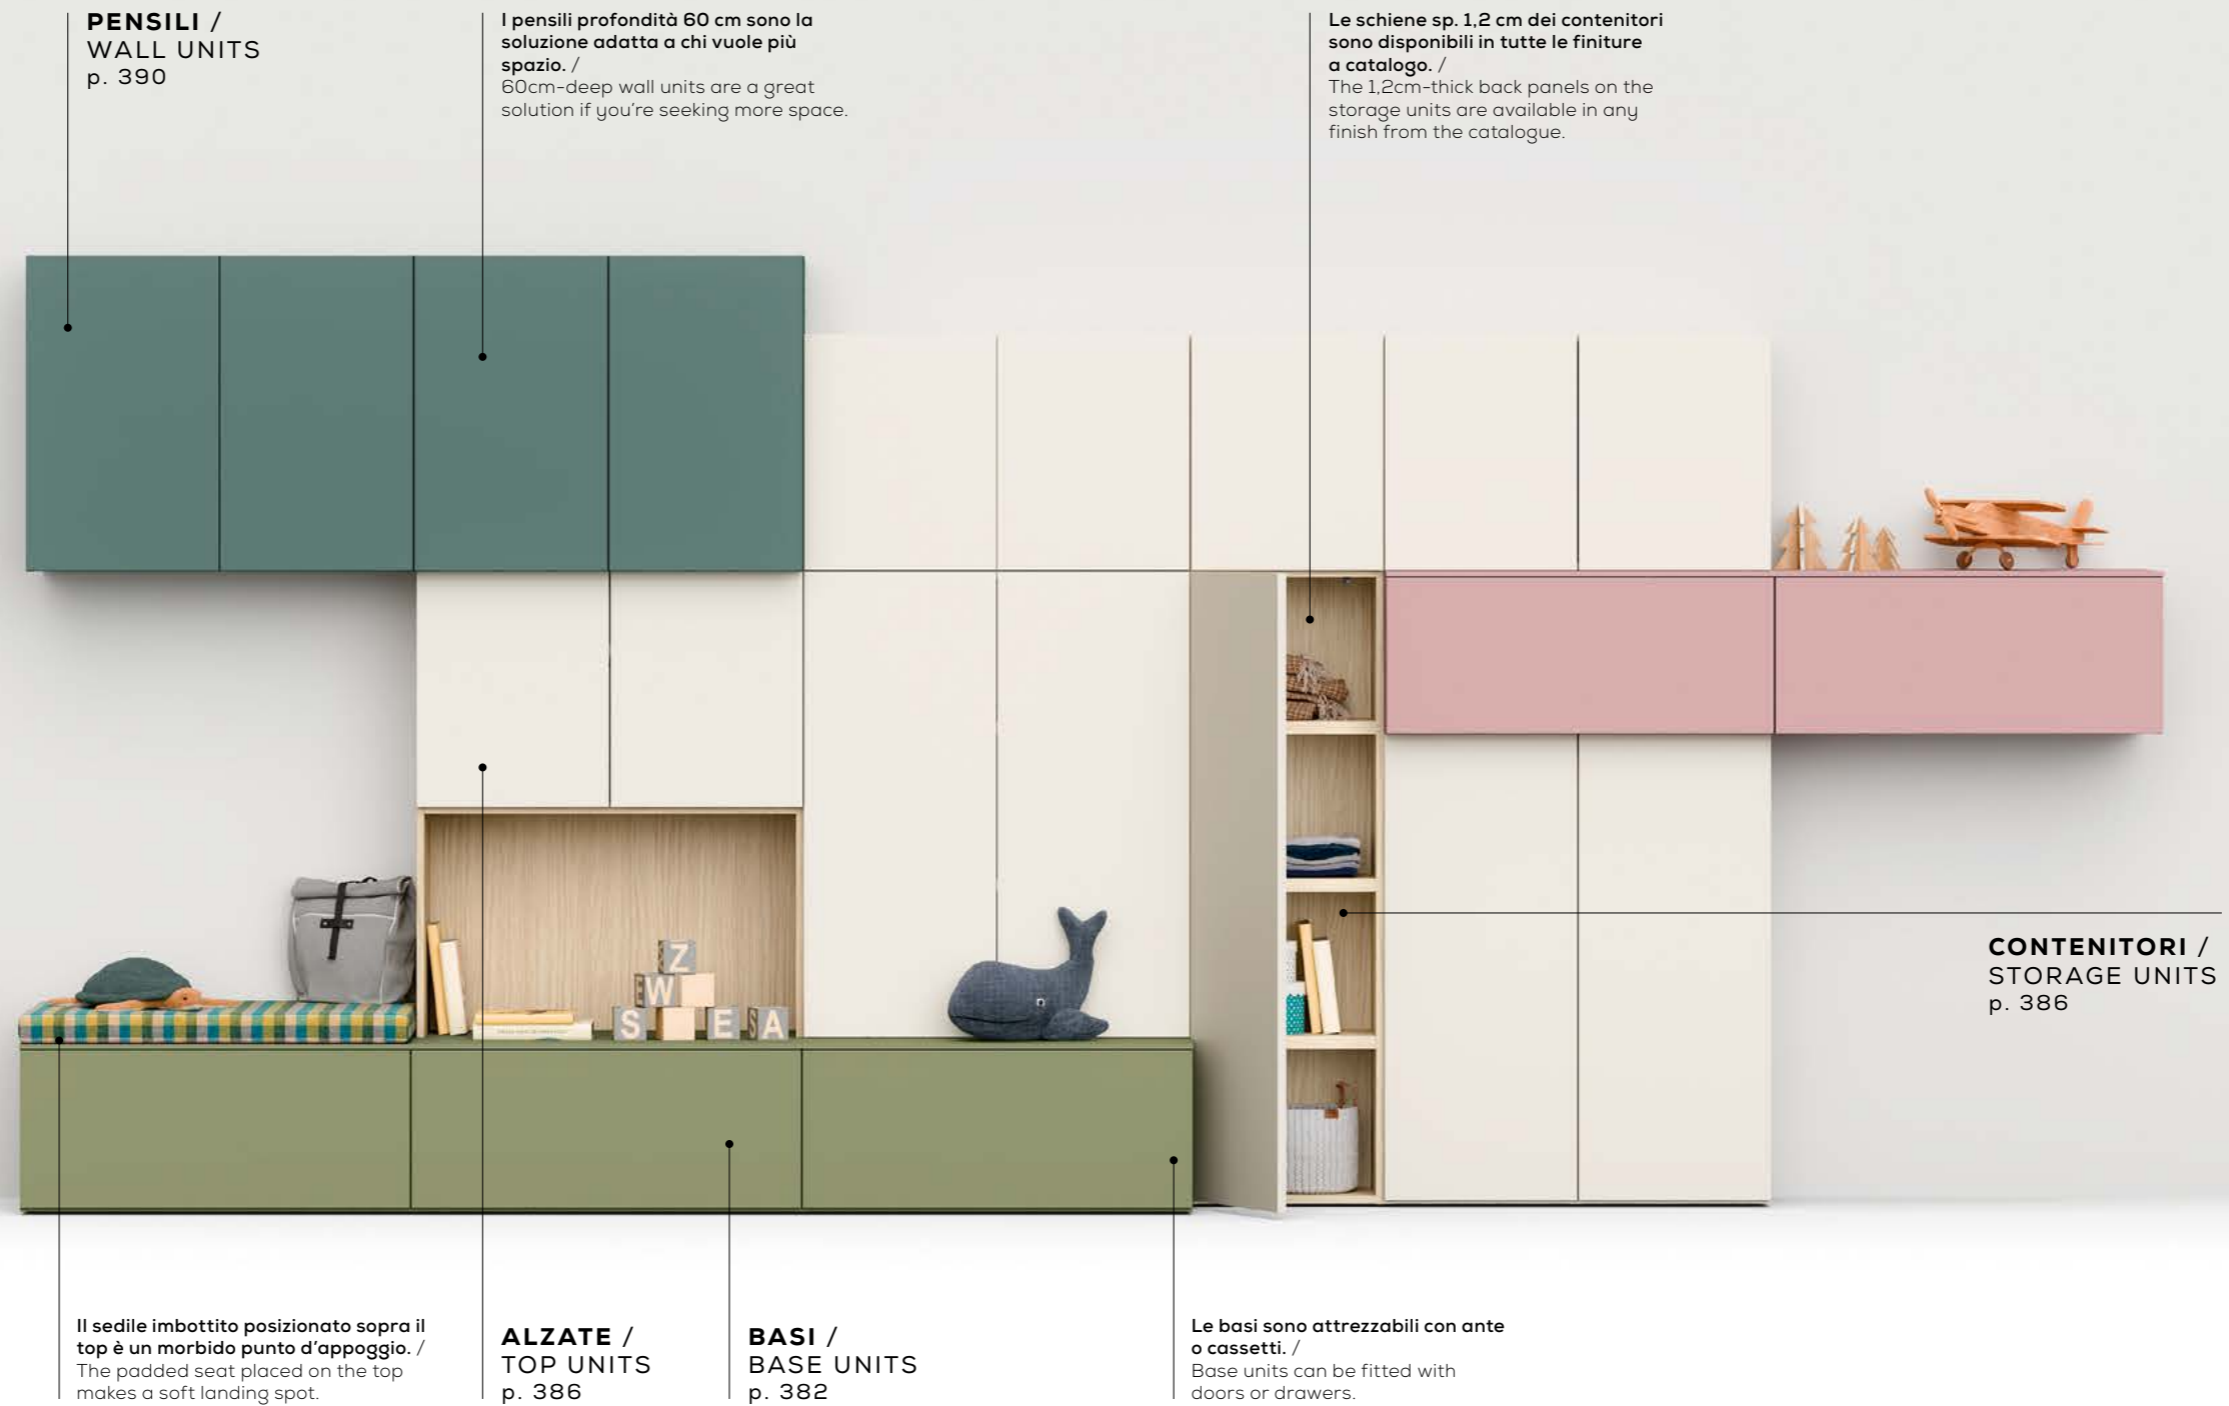 PENSILI /
WALL UNITS
p. 390
I pensili profondità 60 cm sono la
soluzione adatta a chi vuole più
spazio. /
60cm-deep wall units are a great
solution if you're seeking more space.
Le schiene sp. 1,2 cm dei contenitori
sono disponibili in tutte le finiture
a catalogo. /
The 1,2cm-thick back panels on the
storage units are available in any
finish from the catalogue.
Z
W
S E S A
CONTENITORI /
STORAGE UNITS
p. 386
Il sedile imbottito posizionato sopra il
top è un morbido punto d'appoggio. /
The padded seat placed on the top
makes a soft landing spot.
ALZATE /
TOP UNITS
p. 386
BASI /
BASE UNITS
p. 382
Le basi sono attrezzabili con ante
o cassetti. /
Base units can be fitted with
doors or drawers.